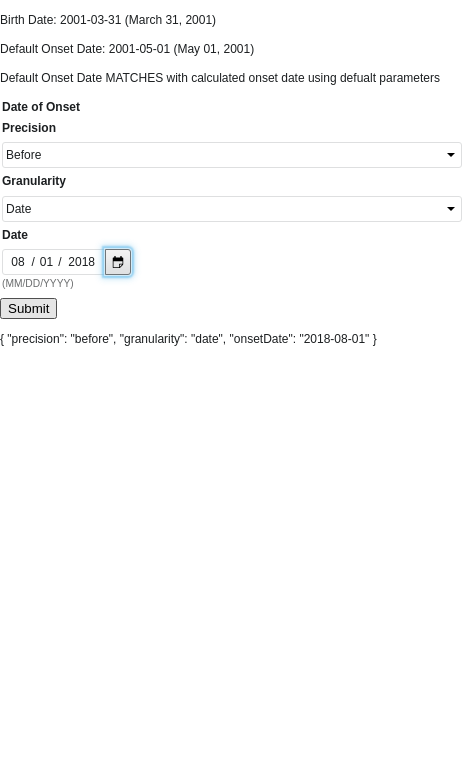 Birth Date: 2001-03-31 (March 31, 2001)
Default Onset Date: 2001-05-01 (May 01, 2001)
Default Onset Date MATCHES with calculated onset date using defualt parameters
Date of Onset
Precision
Before
Granularity
Date
Date
08 / 01 / 2018
(MM/DD/YYYY)
Submit
{ "precision": "before", "granularity": "date", "onsetDate": "2018-08-01" }